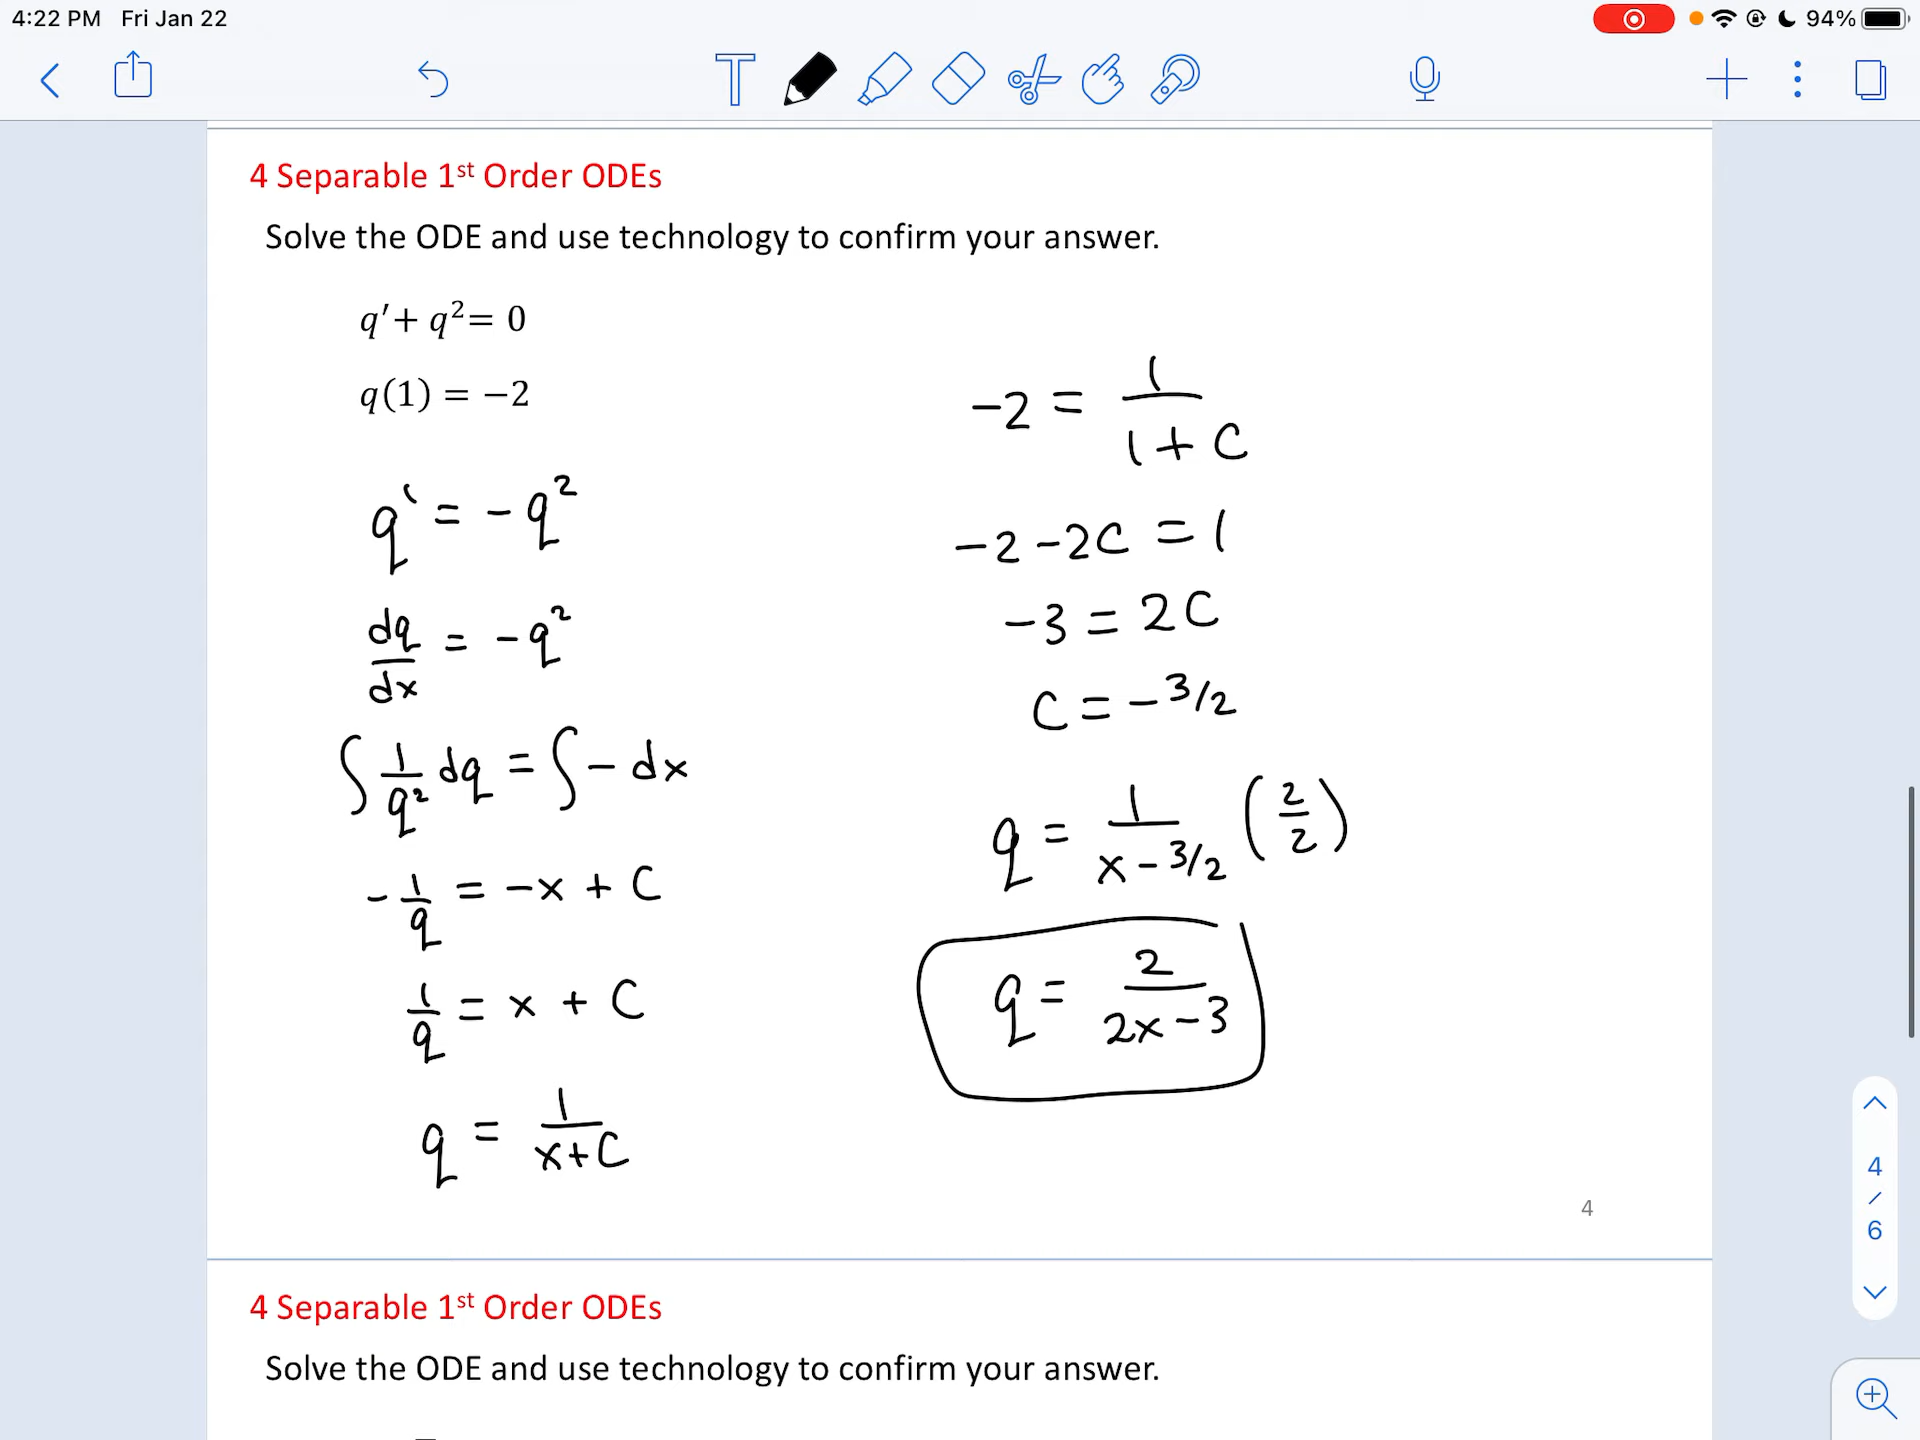 4:22 PM Fri Jan 22
94%
4 Separable 1st Order ODEs
Solve the ODE and use technology to confirm your answer.
q′+ q²= 0
q(1) = −2
q' = -q²
dq/dx = -q²
∫ 1/q² dq = ∫ - dx
-1/q = -x + C
1/q = x + C
q = 1/(x+C)
-2 = 1/(1+C)
-2-2C = 1
-3 = 2C
C = -3/2
q = 1/(x-3/2) (2/2)
q = 2/(2x-3)
4
4
/
6
4 Separable 1st Order ODEs
Solve the ODE and use technology to confirm your answer.